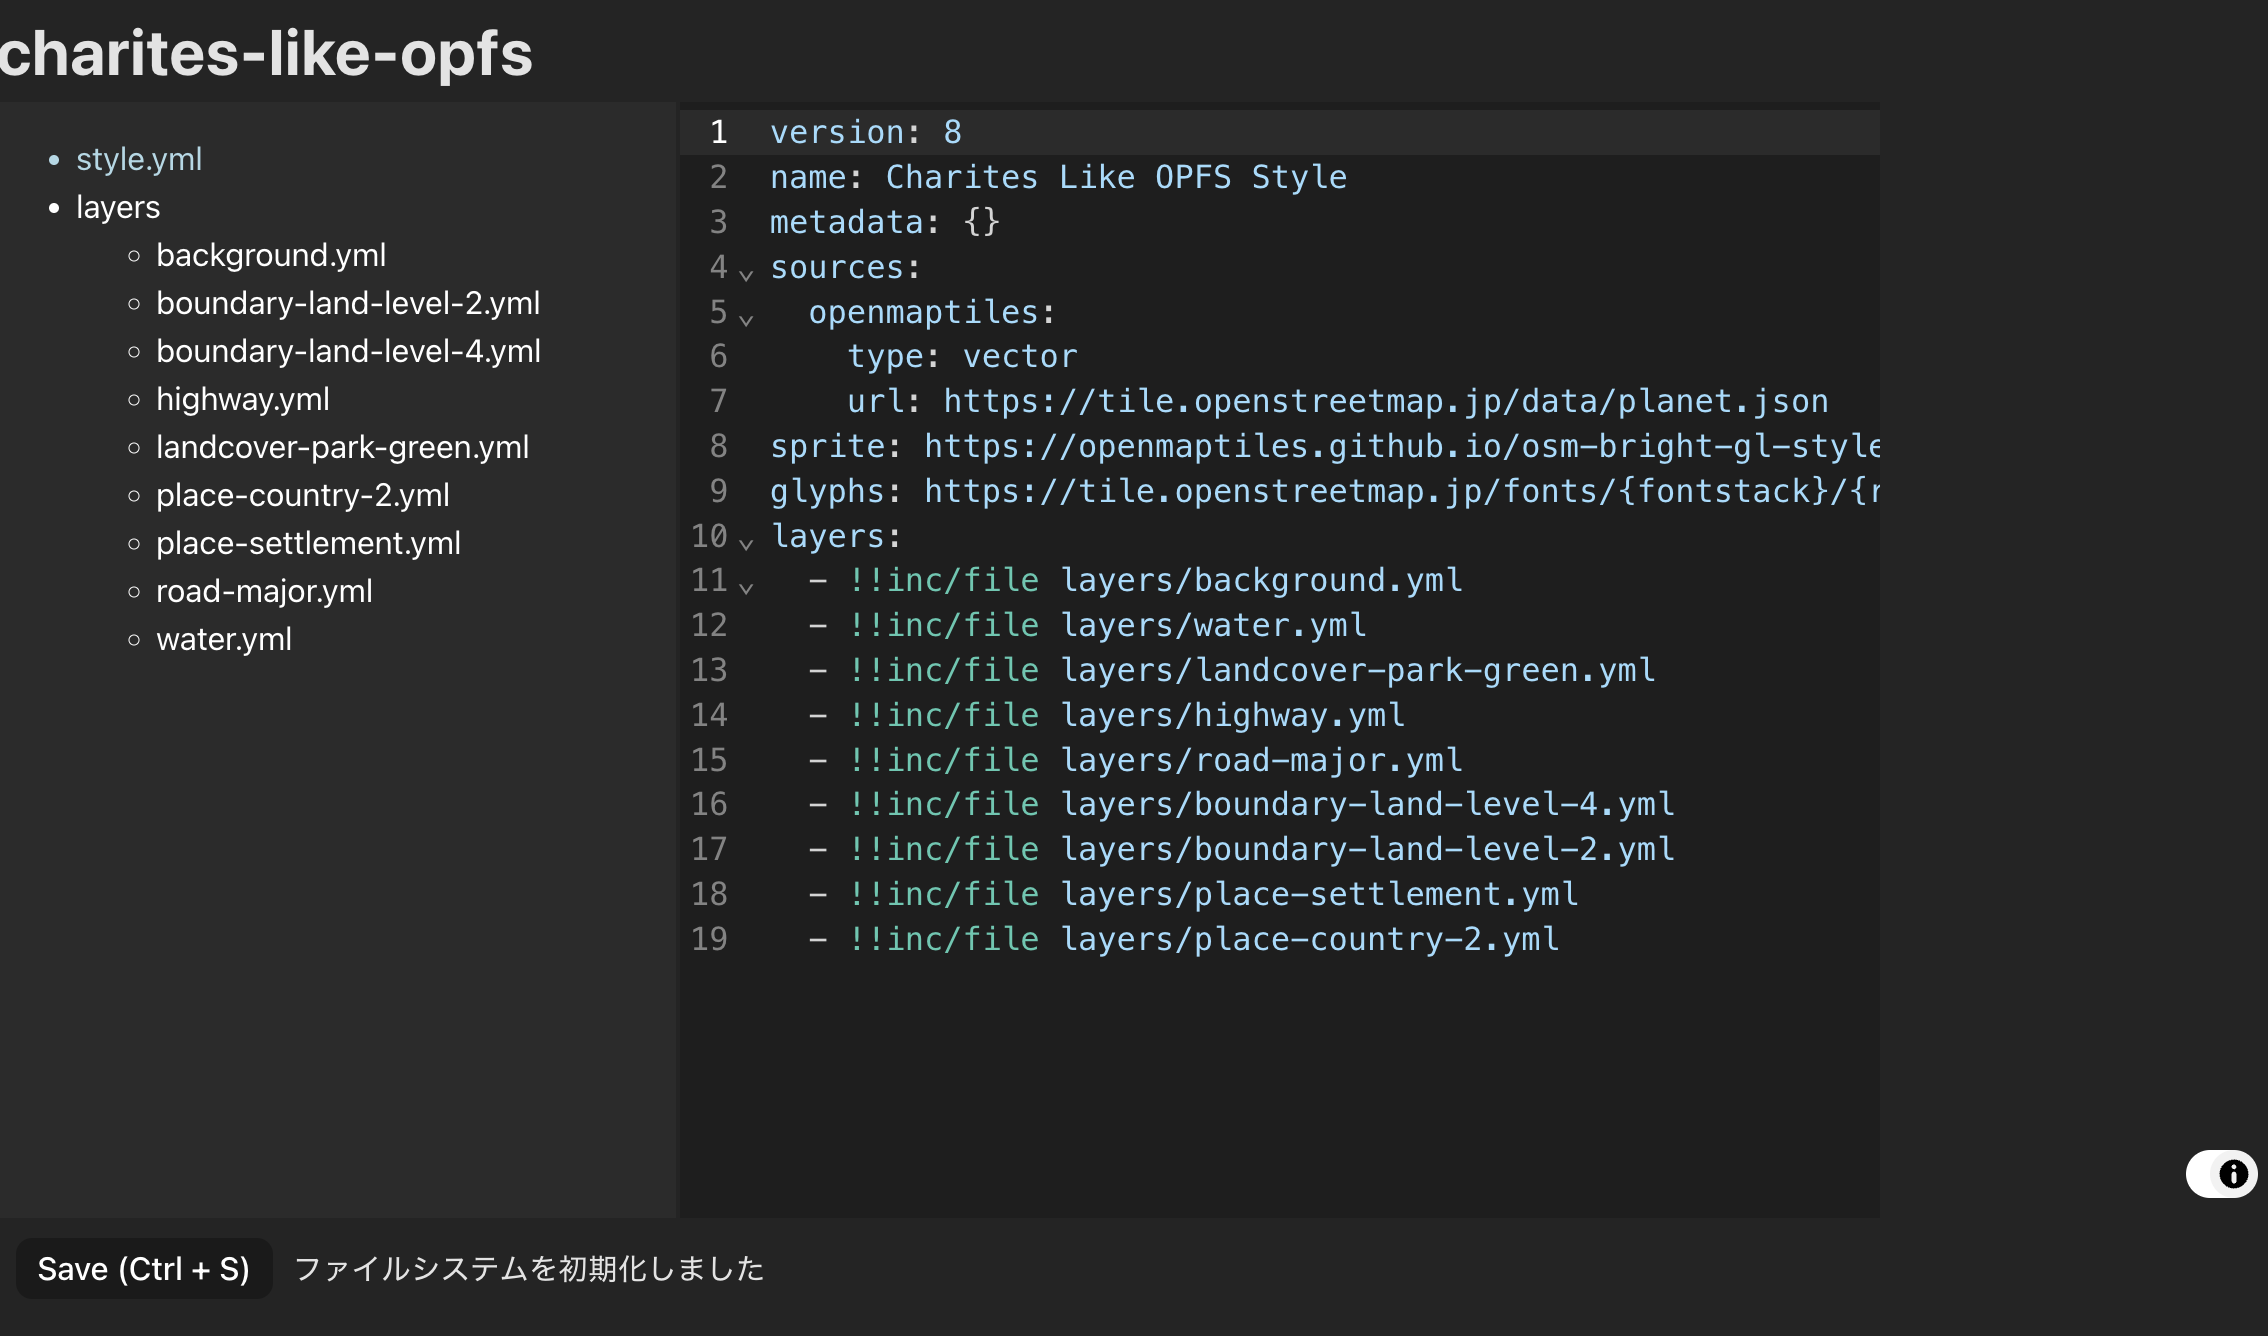 charites-like-opfs
style.yml
layers
background.yml
boundary-land-level-2.yml
boundary-land-level-4.yml
highway.yml
landcover-park-green.yml
place-country-2.yml
place-settlement.yml
road-major.yml
water.yml
1 version: 8
2 name: Charites Like OPFS Style
3 metadata: {}
4 sources:
5 openmaptiles:
6 type: vector
7 url: https://tile.openstreetmap.jp/data/planet.json
8 sprite: https://openmaptiles.github.io/osm-bright-gl-style
9 glyphs: https://tile.openstreetmap.jp/fonts/{fontstack}/{r
10 layers:
11 - !!inc/file layers/background.yml
12 - !!inc/file layers/water.yml
13 - !!inc/file layers/landcover-park-green.yml
14 - !!inc/file layers/highway.yml
15 - !!inc/file layers/road-major.yml
16 - !!inc/file layers/boundary-land-level-4.yml
17 - !!inc/file layers/boundary-land-level-2.yml
18 - !!inc/file layers/place-settlement.yml
19 - !!inc/file layers/place-country-2.yml
Save (Ctrl + S) ファイルシステムを初期化しました